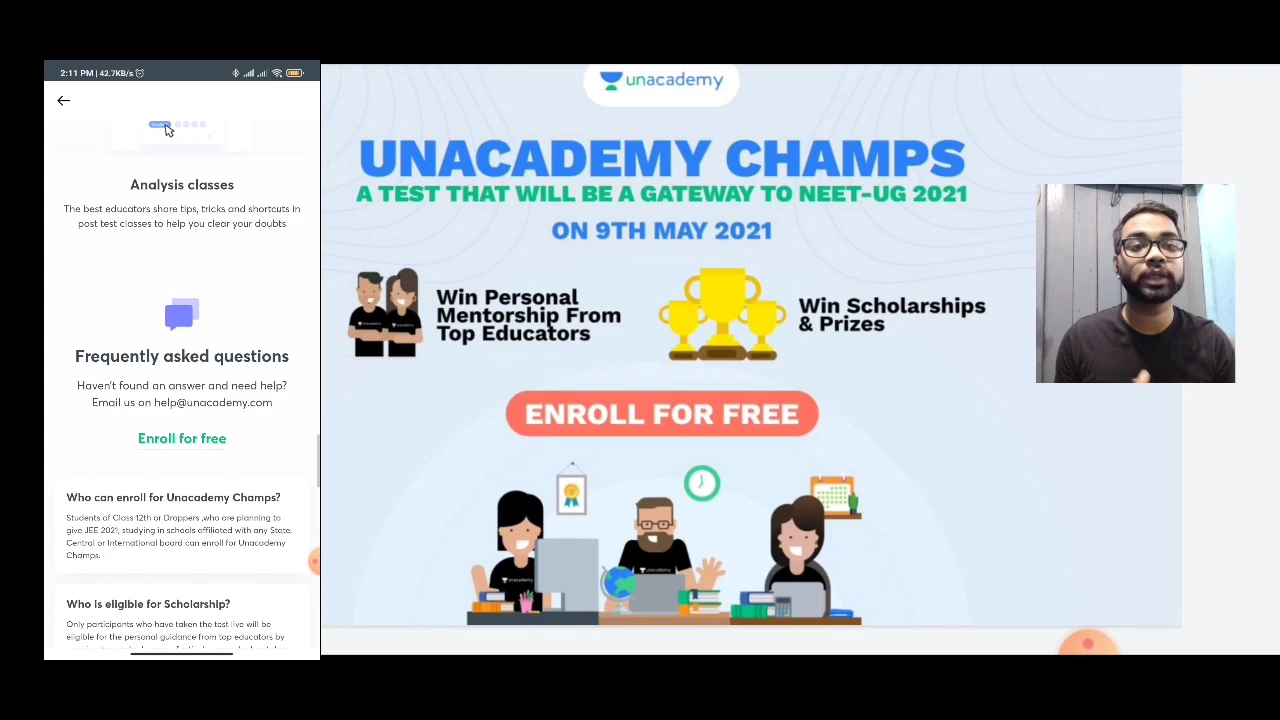 2:11 PM | 42.7KB/s
Analysis classes
The best educators share tips, tricks and shortcuts in
post test classes to help you clear your doubts
Frequently asked questions
Haven't found an answer and need help?
Email us on help@unacademy.com
Enroll for free
Who can enroll for Unacademy Champs?
Students of Class 12th or Droppers ,who are planning to
give JEE 2021, studying in schools affiliated with any State,
Central or International board can enroll for Unacademy
Champs.
Who is eligible for Scholarship?
Only participants who have taken the test live will be
eligible for the personal guidance from top educators by
unacademy
UNACADEMY CHAMPS
A TEST THAT WILL BE A GATEWAY TO NEET-UG 2021
ON 9TH MAY 2021
Win Personal
Mentorship From
Top Educators
Win Scholarships
& Prizes
ENROLL FOR FREE
unacademy
unacademy
unacademy
unacademy